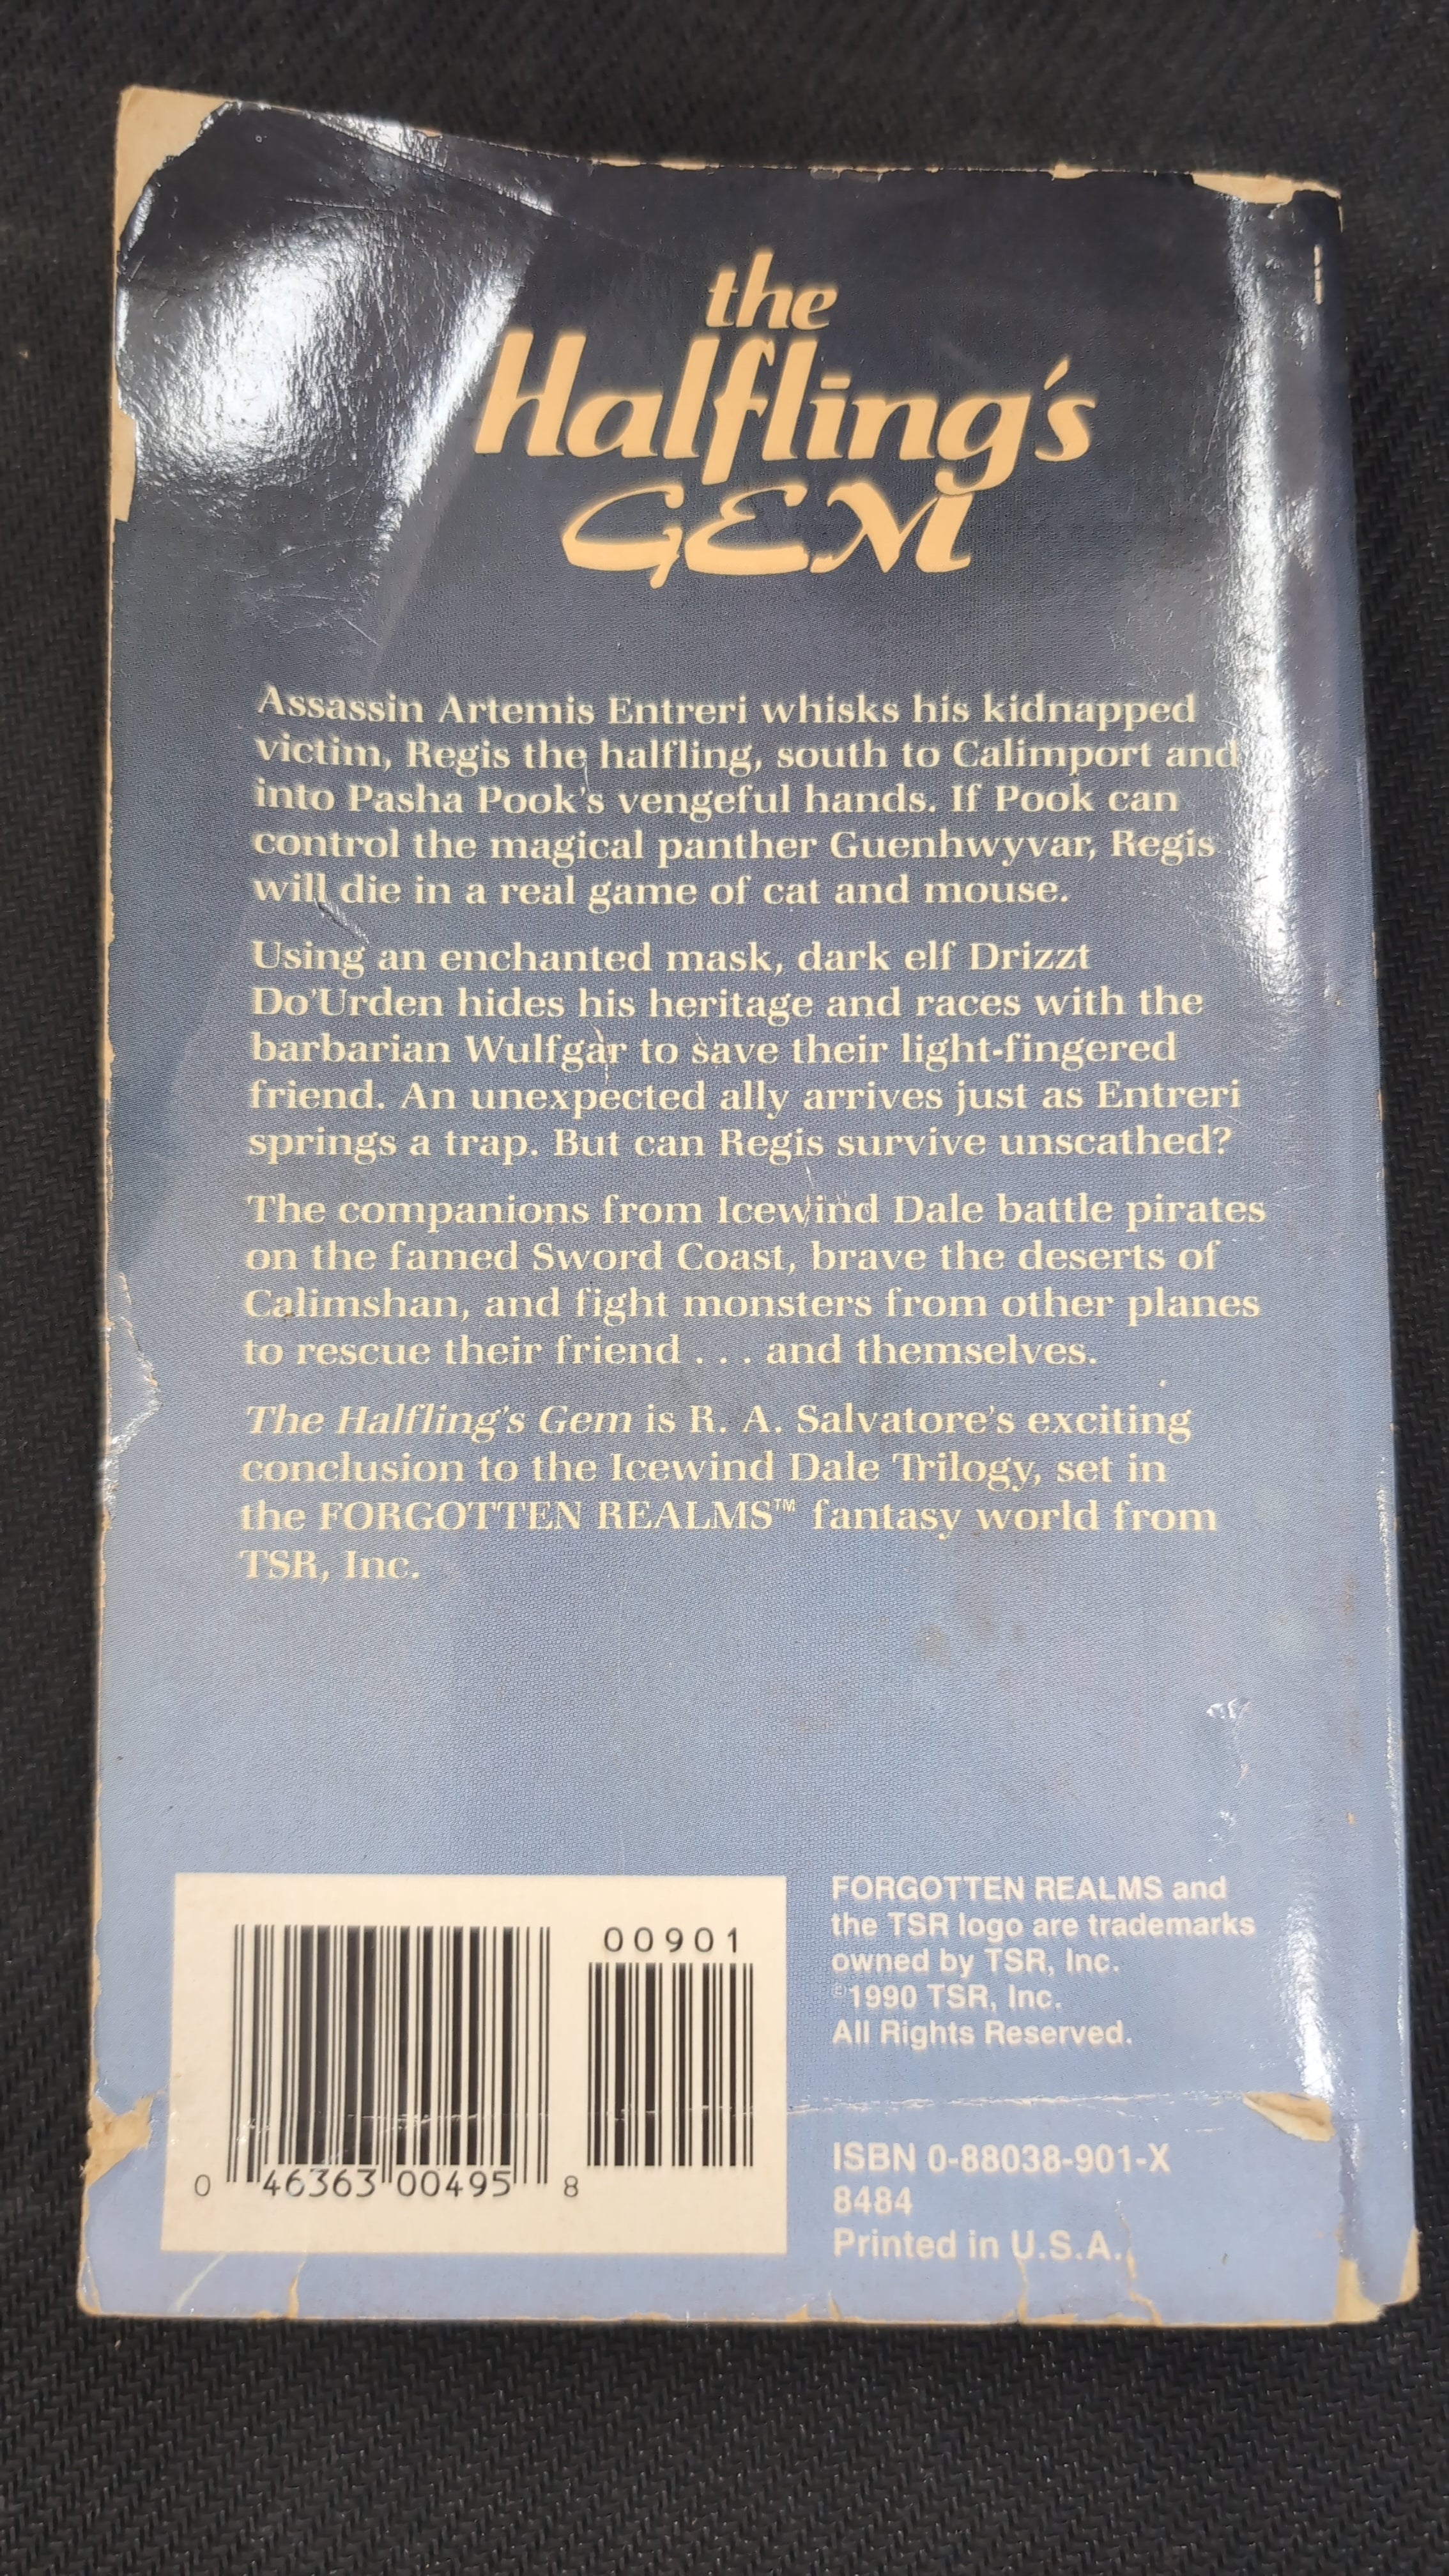 the
Halfling's
GEM
Assassin Artemis Entreri whisks his kidnapped
victim, Regis the halfling, south to Calimport and
into Pasha Pook's vengeful hands. If Pook can
control the magical panther Guenhwyvar, Regis
will die in a real game of cat and mouse.
Using an enchanted mask, dark elf Drizzt
Do'Urden hides his heritage and races with the
barbarian Wulfgar to save their light-fingered
friend. An unexpected ally arrives just as Entreri
springs a trap. But can Regis survive unscathed?
The companions from Icewind Dale battle pirates
on the famed Sword Coast, brave the deserts of
Calimshan, and fight monsters from other planes
to rescue their friend . . . and themselves.
The Halfling's Gem is R. A. Salvatore's exciting
conclusion to the Icewind Dale Trilogy, set in
the FORGOTTEN REALMS™ fantasy world from
TSR, Inc.
00901
0 46363 00495 8
FORGOTTEN REALMS and
the TSR logo are trademarks
owned by TSR, Inc.
©1990 TSR, Inc.
All Rights Reserved.
ISBN 0-88038-901-X
8484
Printed in U.S.A.